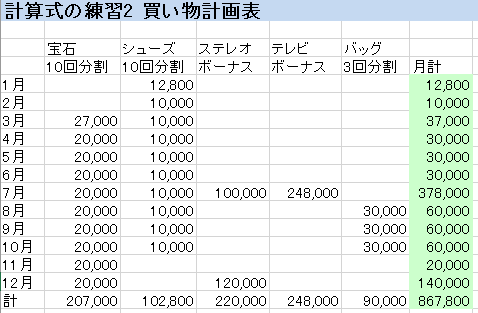 計算式の練習2 買い物計画表
宝石 シューズ ステレオ テレビ バッグ
10回分割 10回分割 ボーナス ボーナス 3回分割 月計
1月 12,800 12,800
2月 10,000 10,000
3月 27,000 10,000 37,000
4月 20,000 10,000 30,000
5月 20,000 10,000 30,000
6月 20,000 10,000 30,000
7月 20,000 10,000 100,000 248,000 378,000
8月 20,000 10,000 30,000 60,000
9月 20,000 10,000 30,000 60,000
10月 20,000 10,000 30,000 60,000
11月 20,000 20,000
12月 20,000 120,000 140,000
計 207,000 102,800 220,000 248,000 90,000 867,800